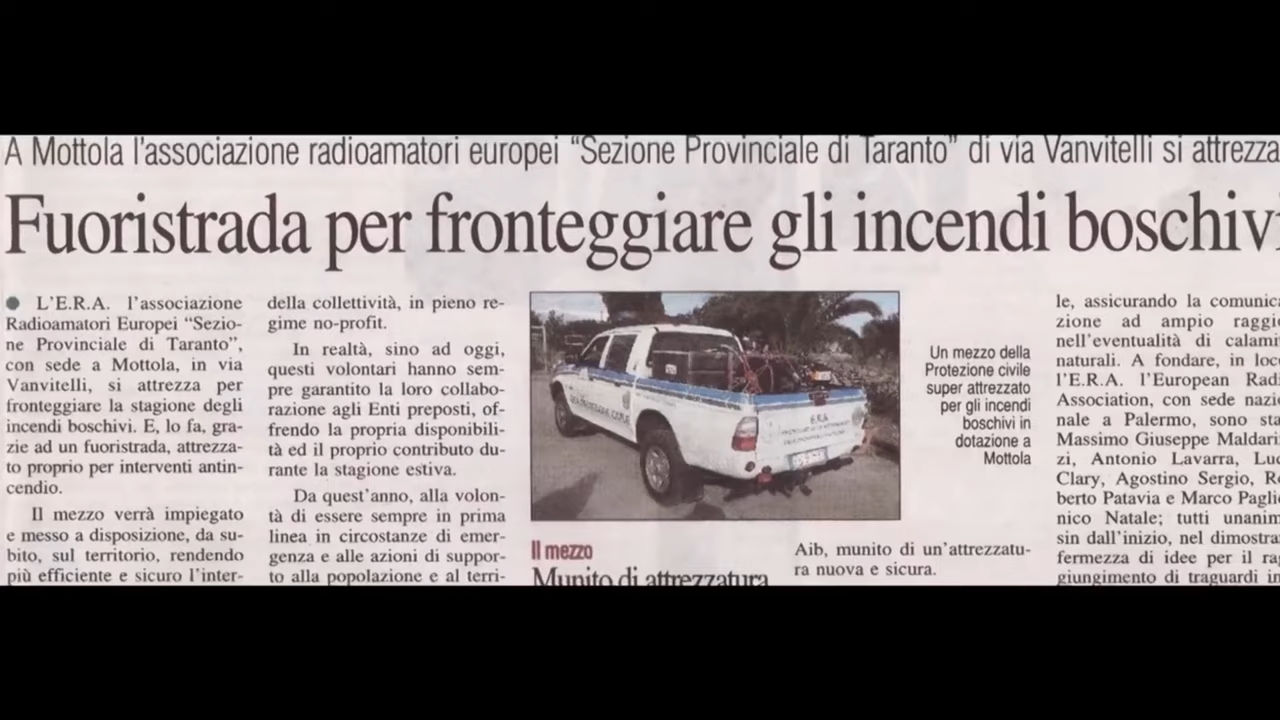 A Mottola l'associazione radioamatori europei “Sezione Provinciale di Taranto” di via Vanvitelli si attrezza
Fuoristrada per fronteggiare gli incendi boschivi
● L'E.R.A. l'associazione
Radioamatori Europei “Sezio-
ne Provinciale di Taranto”,
con sede a Mottola, in via
Vanvitelli, si attrezza per
fronteggiare la stagione degli
incendi boschivi. E, lo fa, gra-
zie ad un fuoristrada, attrezza-
to proprio per interventi antin-
cendio.
Il mezzo verrà impiegato
e messo a disposizione, da su-
bito, sul territorio, rendendo
più efficiente e sicuro l'inter-
della collettività, in pieno re-
gime no-profit.
In realtà, sino ad oggi,
questi volontari hanno sem-
pre garantito la loro collabo-
razione agli Enti preposti, of-
frendo la propria disponibili-
tà ed il proprio contributo du-
rante la stagione estiva.
Da quest'anno, alla volon-
tà di essere sempre in prima
linea in circostanze di emer-
genza e alle azioni di suppor-
to alla popolazione e al terri-
E.R.A
Un mezzo della
Protezione civile
super attrezzato
per gli incendi
boschivi in
dotazione a
Mottola
Il mezzo
Munito di attrezzatura
Aib, munito di un'attrezzatu-
ra nuova e sicura.
le, assicurando la comunica
zione ad ampio raggi
nell'eventualità di calami
naturali. A fondare, in loc
l'E.R.A. l'European Radi
Association, con sede nazi
nale a Palermo, sono sta
Massimo Giuseppe Maldari
zi, Antonio Lavarra, Luc
Clary, Agostino Sergio, R
berto Patavia e Marco Pagli
nico Natale; tutti unanim
sin dall'inizio, nel dimostra
fermezza di idee per il ra
giungimento di traguardi in